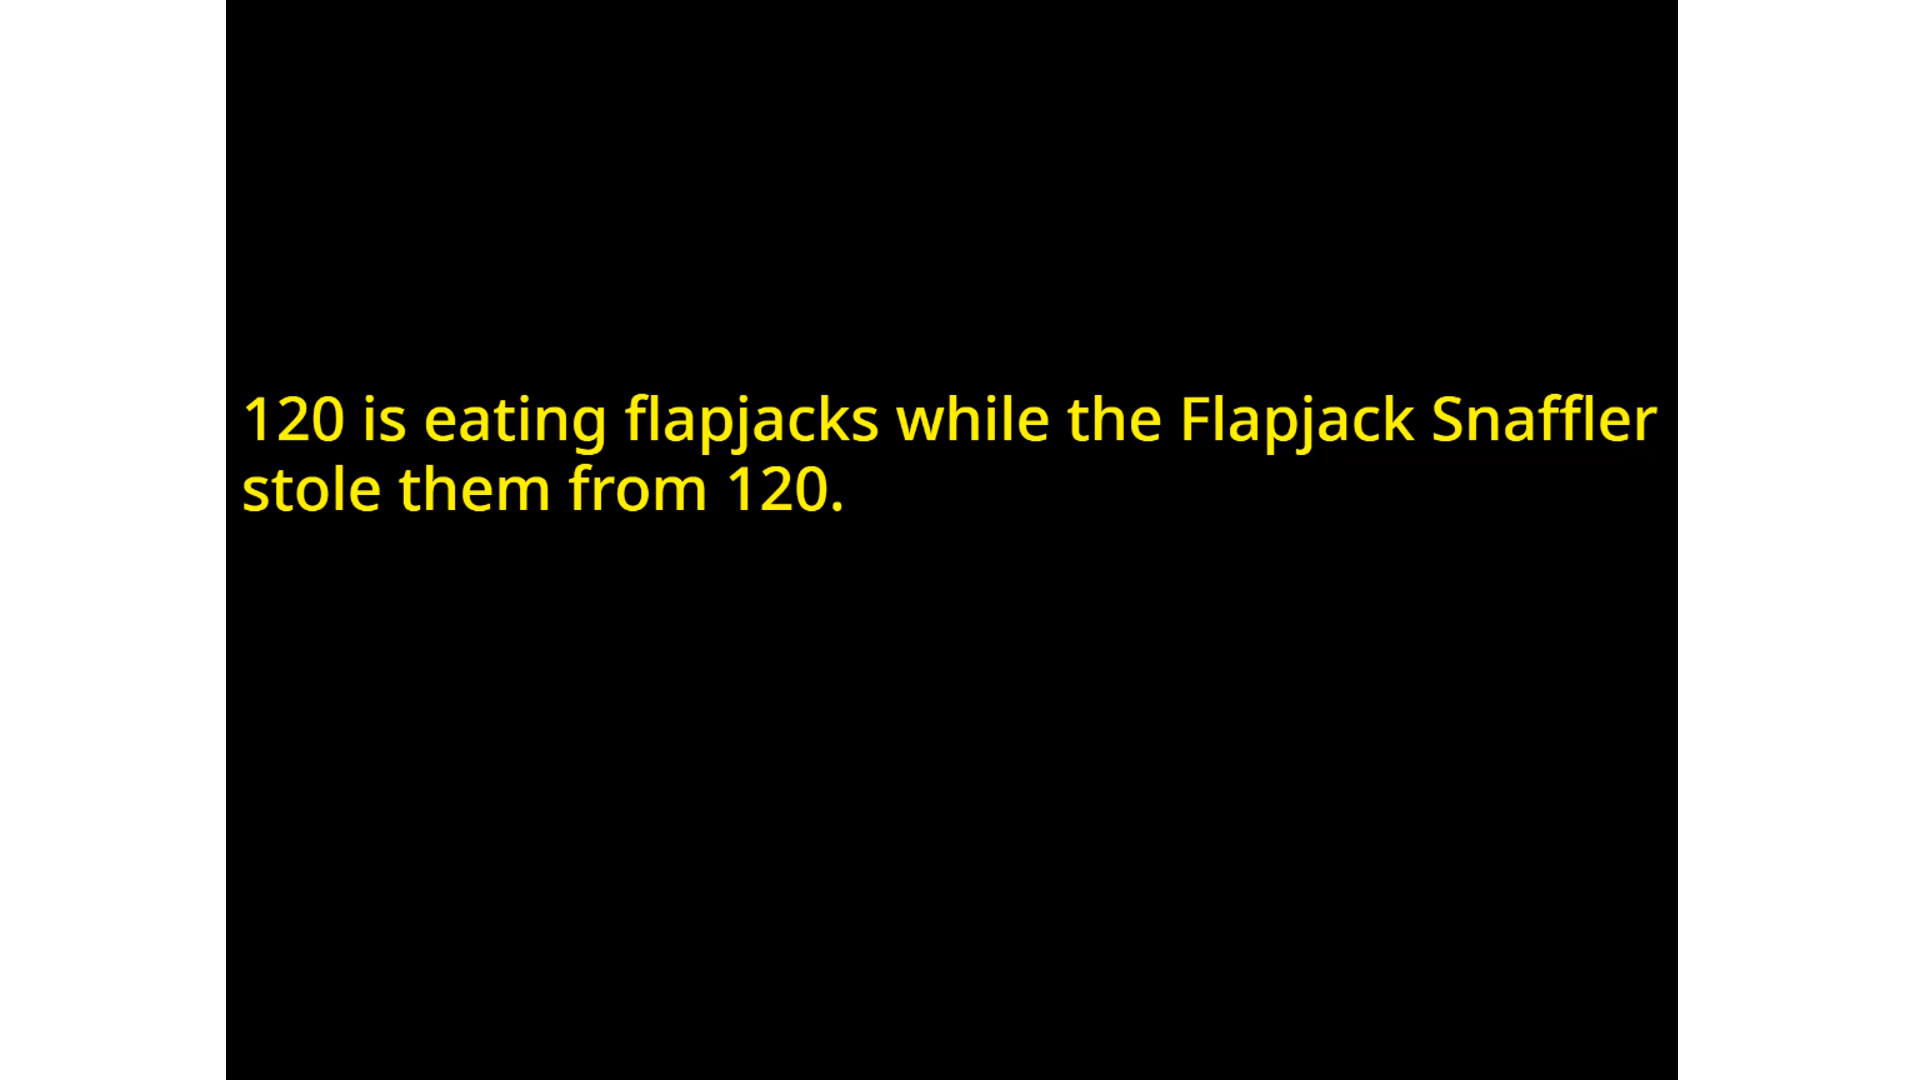 120 is eating flapjacks while the Flapjack Snaffler
stole them from 120.